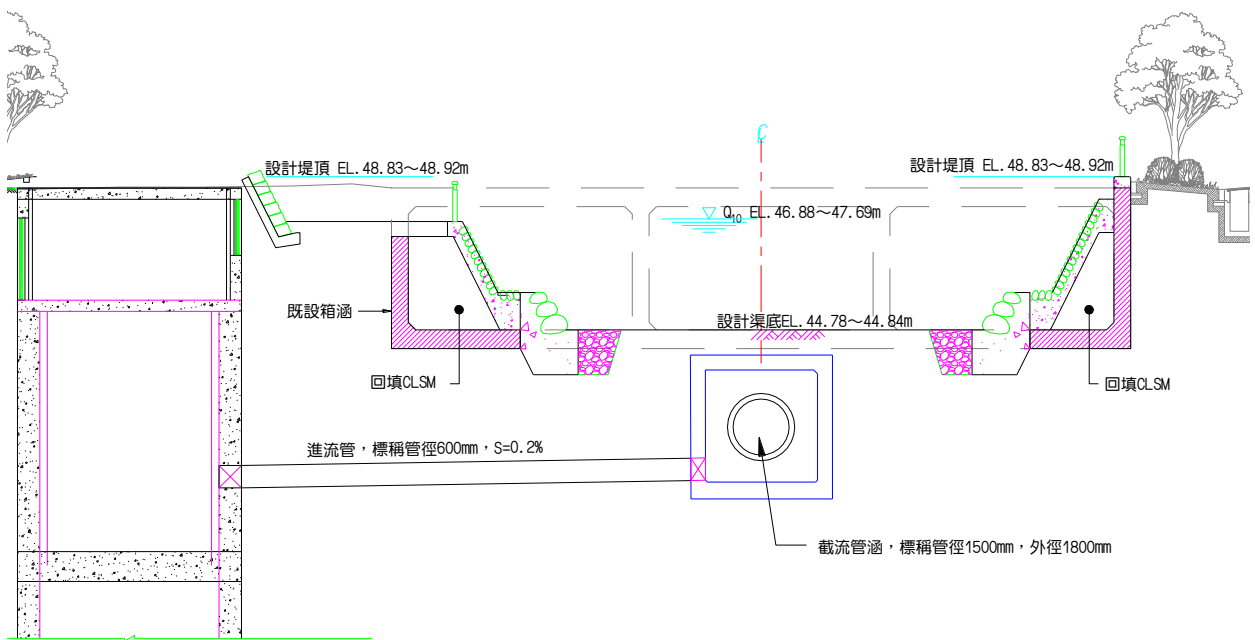 ℄
設計堤頂 EL.48.83～48.92m
設計堤頂 EL.48.83～48.92m
Q10 EL.46.88～47.69m
既設箱涵
設計渠底EL.44.78～44.84m
回填CLSM
回填CLSM
進流管，標稱管徑600mm，S=0.2%
截流管涵，標稱管徑1500mm，外徑1800mm